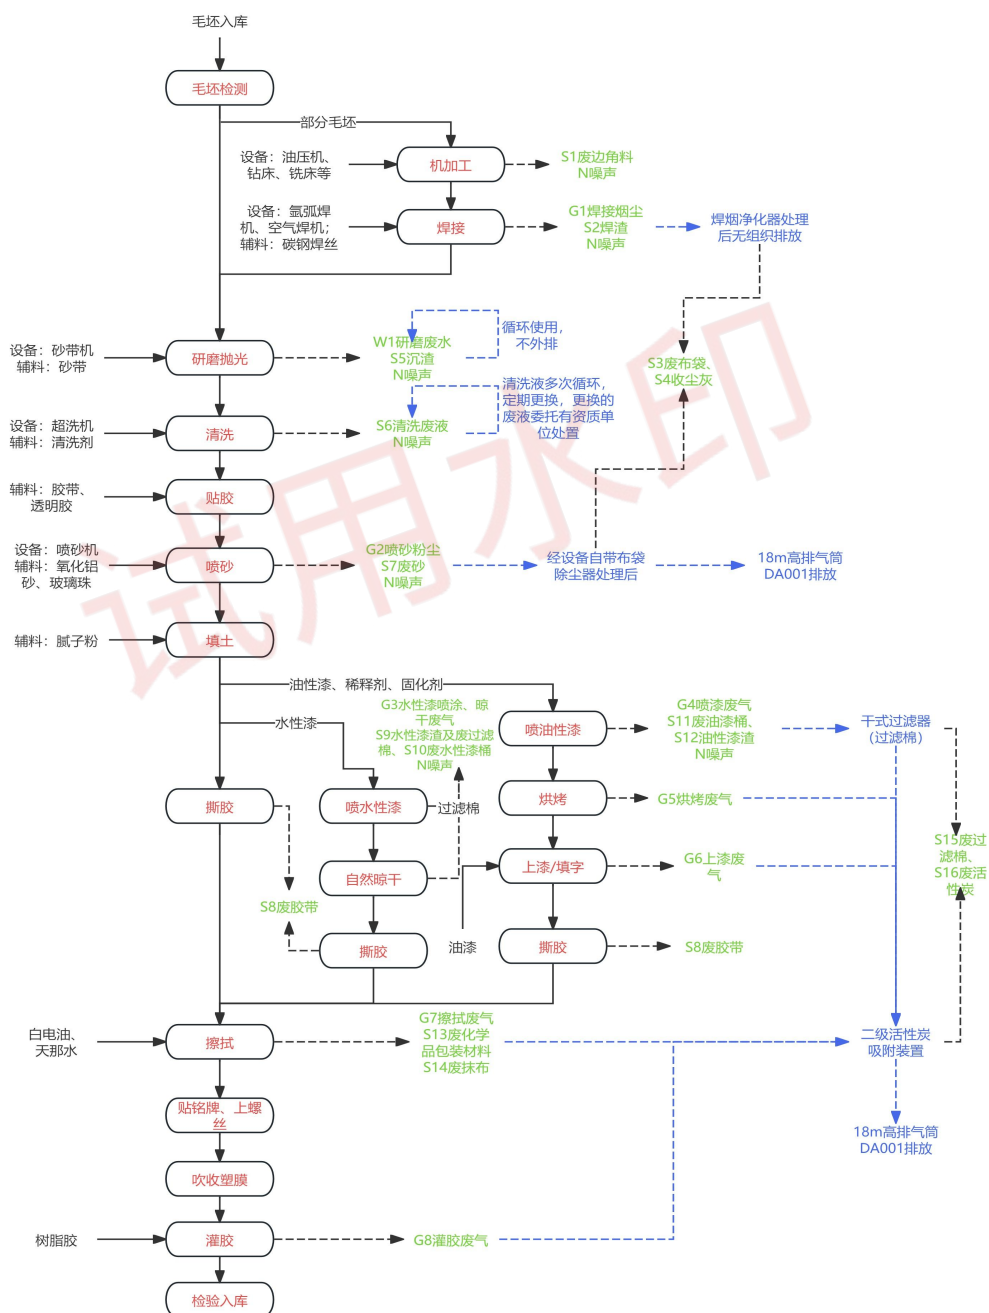 毛坯入库
毛坯检测
部分毛坯
设备：油压机、
钻床、铣床等
机加工
S1废边角料
N噪声
设备：氩弧焊
机、空气焊机；
辅料：碳钢焊丝
焊接
G1焊接烟尘
S2焊渣
N噪声
焊烟净化器处理
后无组织排放
设备：砂带机
辅料：砂带
研磨抛光
W1研磨废水
S5沉渣
N噪声
循环使用，
不外排
S3废布袋、
S4收尘灰
设备：超洗机
辅料：清洗剂
清洗
S6清洗废液
N噪声
清洗液多次循环，
定期更换，更换的
废液委托有资质单
位处置
辅料：胶带、
透明胶
贴胶
设备：喷砂机
辅料：氧化铝
砂、玻璃珠
喷砂
G2喷砂粉尘
S7废砂
N噪声
经设备自带布袋
除尘器处理后
18m高排气筒
DA001排放
辅料：腻子粉
填土
油性漆、稀释剂、固化剂
水性漆
G3水性漆喷涂、晾
干废气
S9水性漆渣及废过滤
棉、S10废水性漆桶
N噪声
喷油性漆
G4喷漆废气
S11废油漆桶、
S12油性漆渣
N噪声
干式过滤器
（过滤棉）
撕胶
喷水性漆
过滤棉
烘烤
G5烘烤废气
S15废过
滤棉、
S16废活
性炭
自然晾干
上漆/填字
G6上漆废
气
S8废胶带
撕胶
油漆
撕胶
S8废胶带
白电油、
天那水
擦拭
G7擦拭废气
S13废化学
品包装材料
S14废抹布
二级活性炭
吸附装置
贴铭牌、上螺
丝
18m高排气筒
DA001排放
吹收塑膜
树脂胶
灌胶
G8灌胶废气
检验入库
试用水印